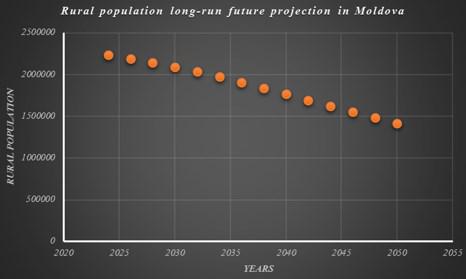 Rural population long-run future projection in Moldova
2500000
2000000
1500000
1000000
500000
0
2020 2025 2030 2035 2040 2045 2050 2055
RURAL POPULATION
YEARS